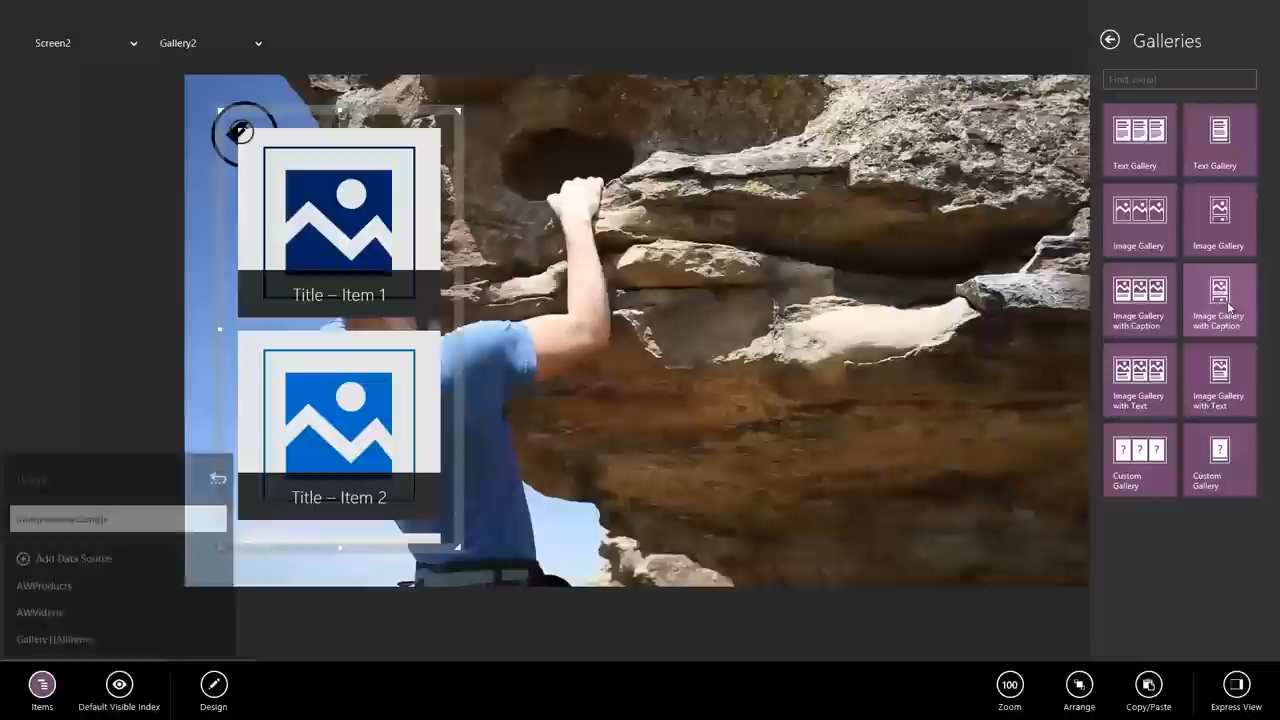 Screen2
Gallery2
Galleries
Find visual
Text Gallery
Text Gallery
Image Gallery
Image Gallery
Image Gallery
with Caption
Image Gallery
with Caption
Image Gallery
with Text
Image Gallery
with Text
? ? ?
Custom
Gallery
?
Custom
Gallery
Title – Item 1
Title – Item 2
Add Data Source
AWProducts
AWVideos
Items
Default Visible Index
Design
100
Zoom
Arrange
Copy/Paste
Express View